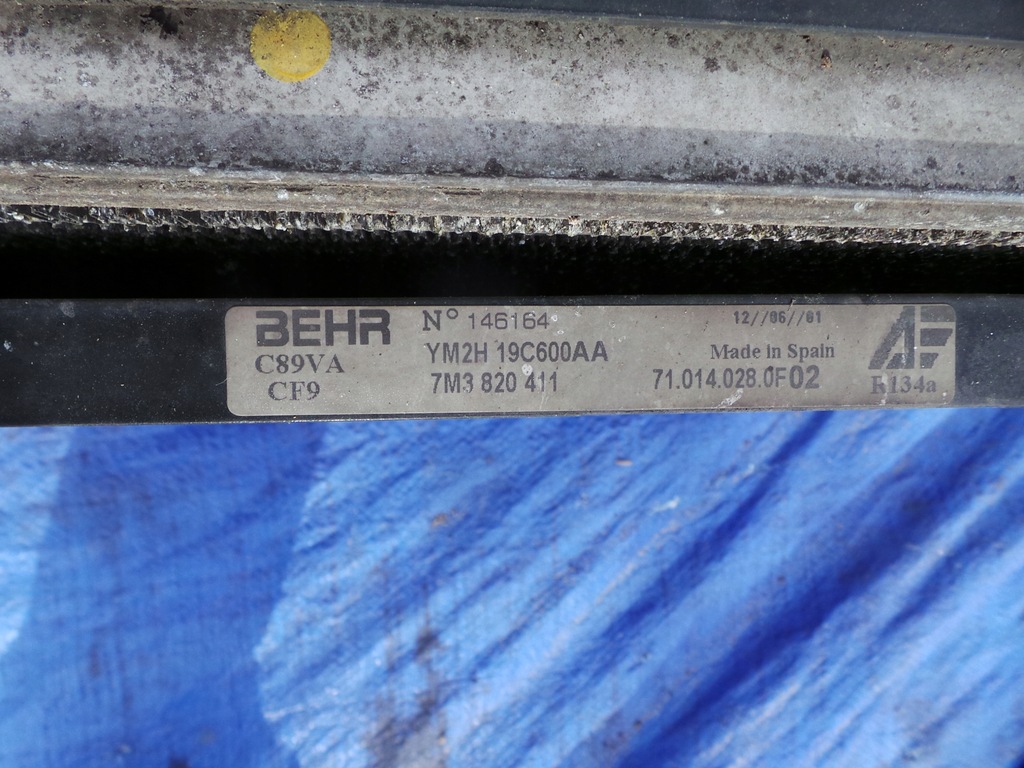 BEHR N° 146164 12//06//01 AF
C89VA YM2H 19C600AA Made in Spain
CF9 7M3 820 411 71.014.028.0F02 R134a